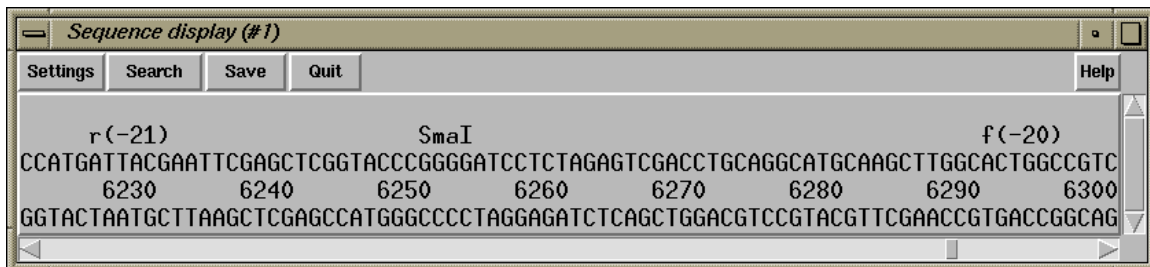 Sequence display (#1)
Settings Search Save Quit Help
r(-21) SmaI f(-20)
CCATGATTACGAATTCGAGCTCGGTACCCGGGGATCCTCTAGAGTCGACCTGCAGGCATGCAAGCTTGGCACTGGCCGTC
6230 6240 6250 6260 6270 6280 6290 6300
GGTACTAATGCTTAAGCTCGAGCCATGGGCCCCTAGGAGATCTCAGCTGGACGTCCGTACGTTCGAACCGTGACCGGCAG